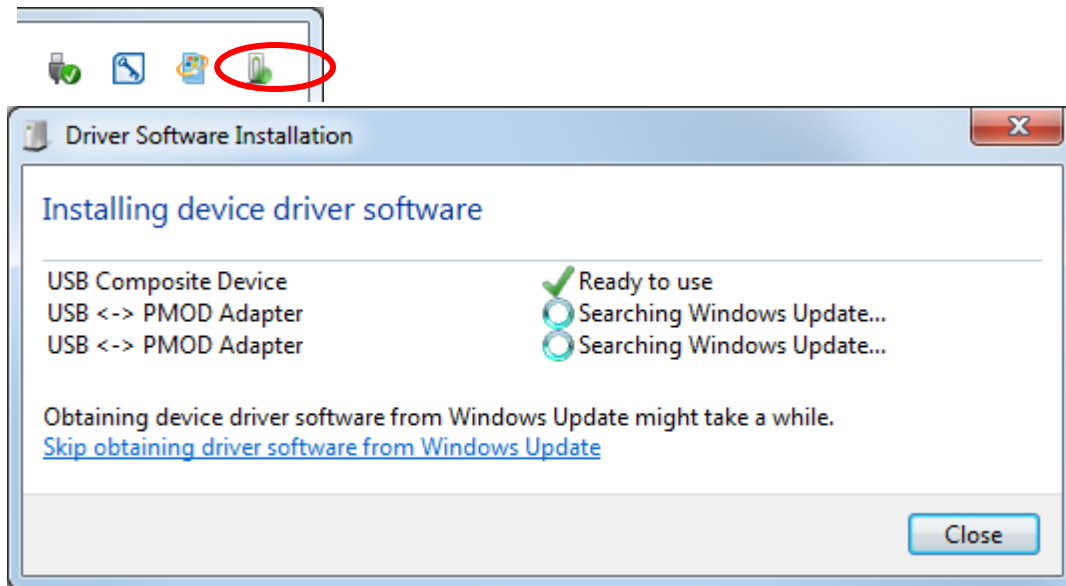 Driver Software Installation
Installing device driver software
USB Composite Device Ready to use
USB <-> PMOD Adapter Searching Windows Update...
USB <-> PMOD Adapter Searching Windows Update...
Obtaining device driver software from Windows Update might take a while.
Skip obtaining driver software from Windows Update
Close